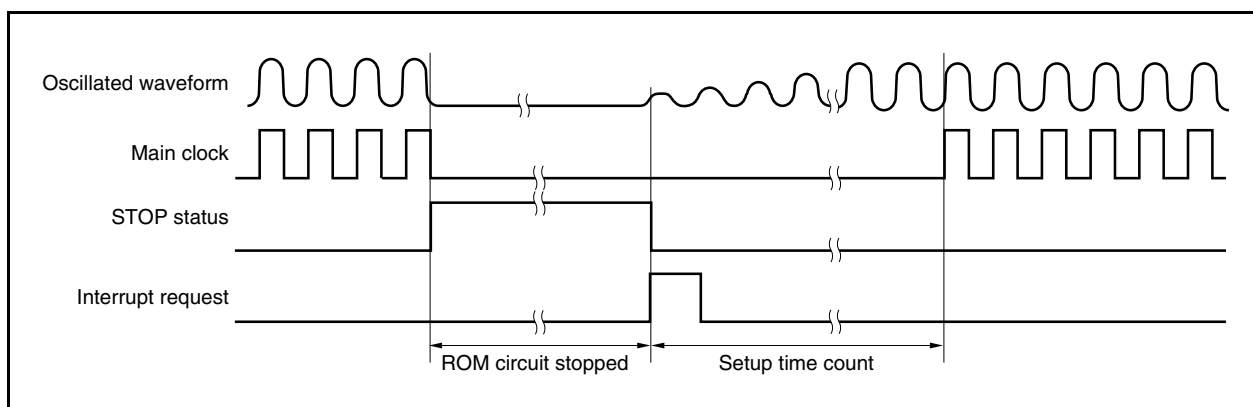 Oscillated waveform
Main clock
STOP status
Interrupt request
ROM circuit stopped
Setup time count